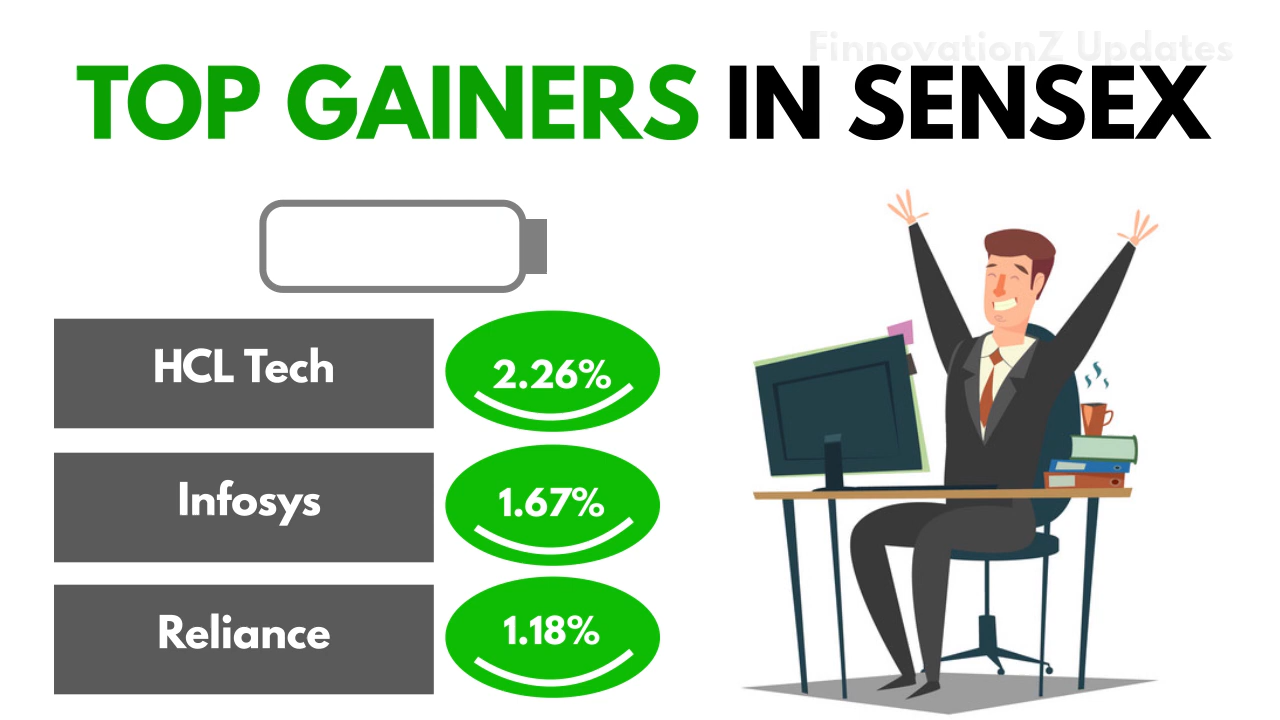 FinnovationZ Updates
TOP GAINERS IN SENSEX
HCL Tech 2.26%
Infosys 1.67%
Reliance 1.18%